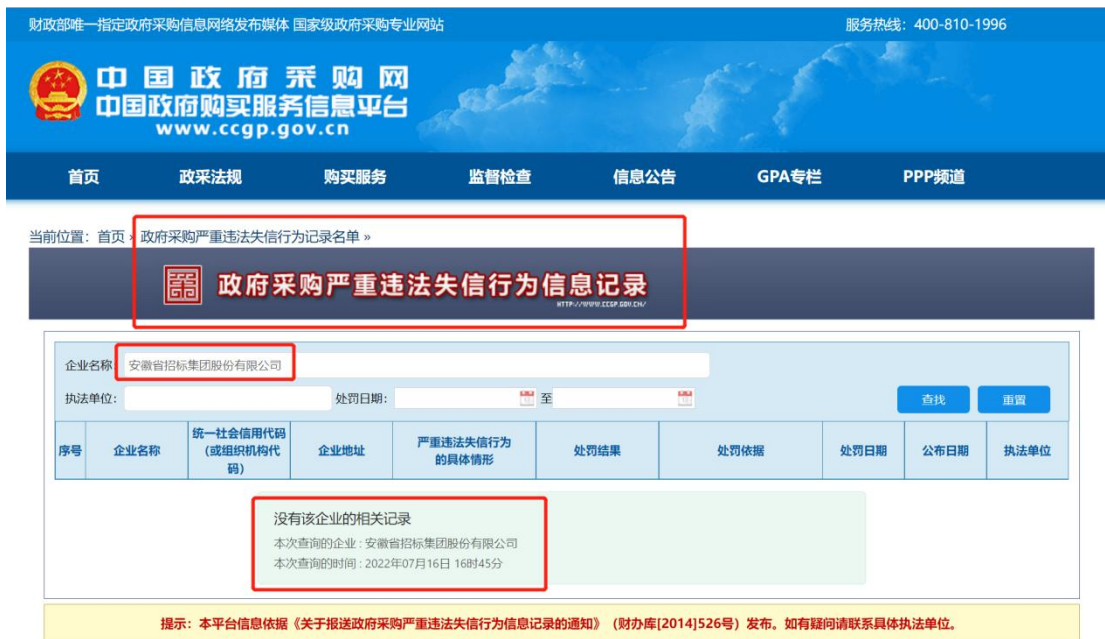 财政部唯一指定政府采购信息网络发布媒体 国家级政府采购专业网站
服务热线：400-810-1996
中国政府采购网
中国政府购买服务信息平台
www.ccgp.gov.cn
首页 政采法规 购买服务 监督检查 信息公告 GPA专栏 PPP频道
当前位置：首页 » 政府采购严重违法失信行为记录名单 »
政府采购严重违法失信行为信息记录
HTTP://WWW.CCGP.GOV.CN/
企业名称： 安徽省招标集团股份有限公司
执法单位： 处罚日期： 至 查找 重置
序号 企业名称 统一社会信用代码（或组织机构代码） 企业地址 严重违法失信行为的具体情形 处罚结果 处罚依据 处罚日期 公布日期 执法单位
没有该企业的相关记录
本次查询的企业 : 安徽省招标集团股份有限公司
本次查询的时间 : 2022年07月16日 16时45分
提示：本平台信息依据《关于报送政府采购严重违法失信行为信息记录的通知》（财办库[2014]526号）发布。如有疑问请联系具体执法单位。